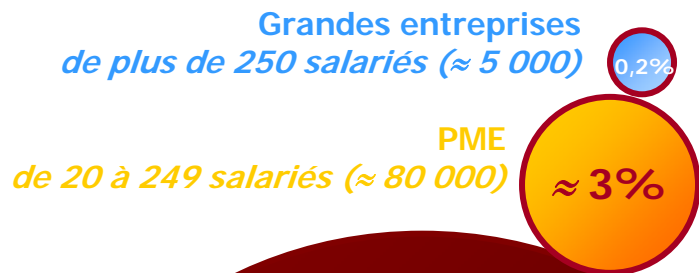 Grandes entreprises
de plus de 250 salariés (≈ 5 000)
0,2%
PME
de 20 à 249 salariés (≈ 80 000)
≈ 3%